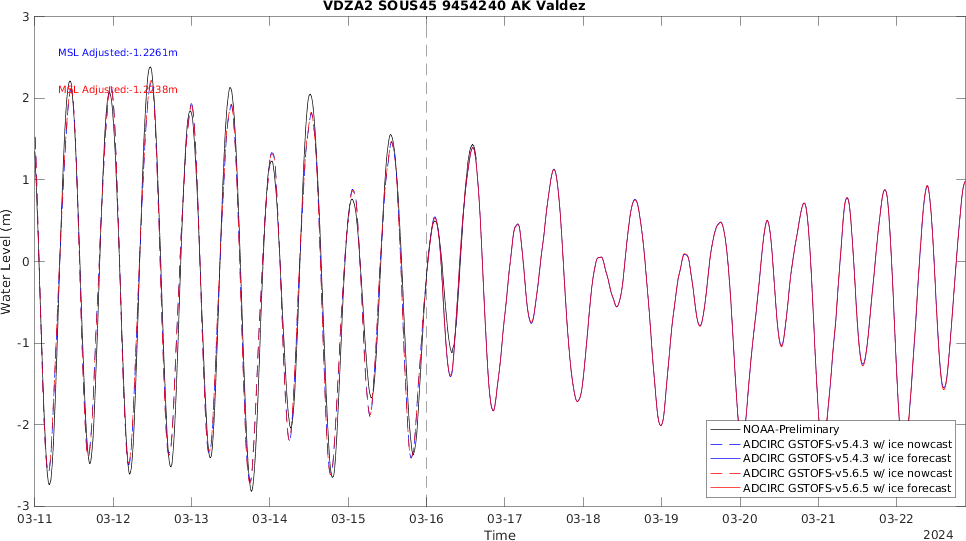 VDZA2 SOUS45 9454240 AK Valdez
3
2
1
0
-1
-2
-3
Water Level (m)
MSL Adjusted:-1.2261m
MSL Adjusted:-1.2238m
NOAA-Preliminary
ADCIRC GSTOFS-v5.4.3 w/ ice nowcast
ADCIRC GSTOFS-v5.4.3 w/ ice forecast
ADCIRC GSTOFS-v5.6.5 w/ ice nowcast
ADCIRC GSTOFS-v5.6.5 w/ ice forecast
03-11 03-12 03-13 03-14 03-15 03-16 03-17 03-18 03-19 03-20 03-21 03-22
Time
2024